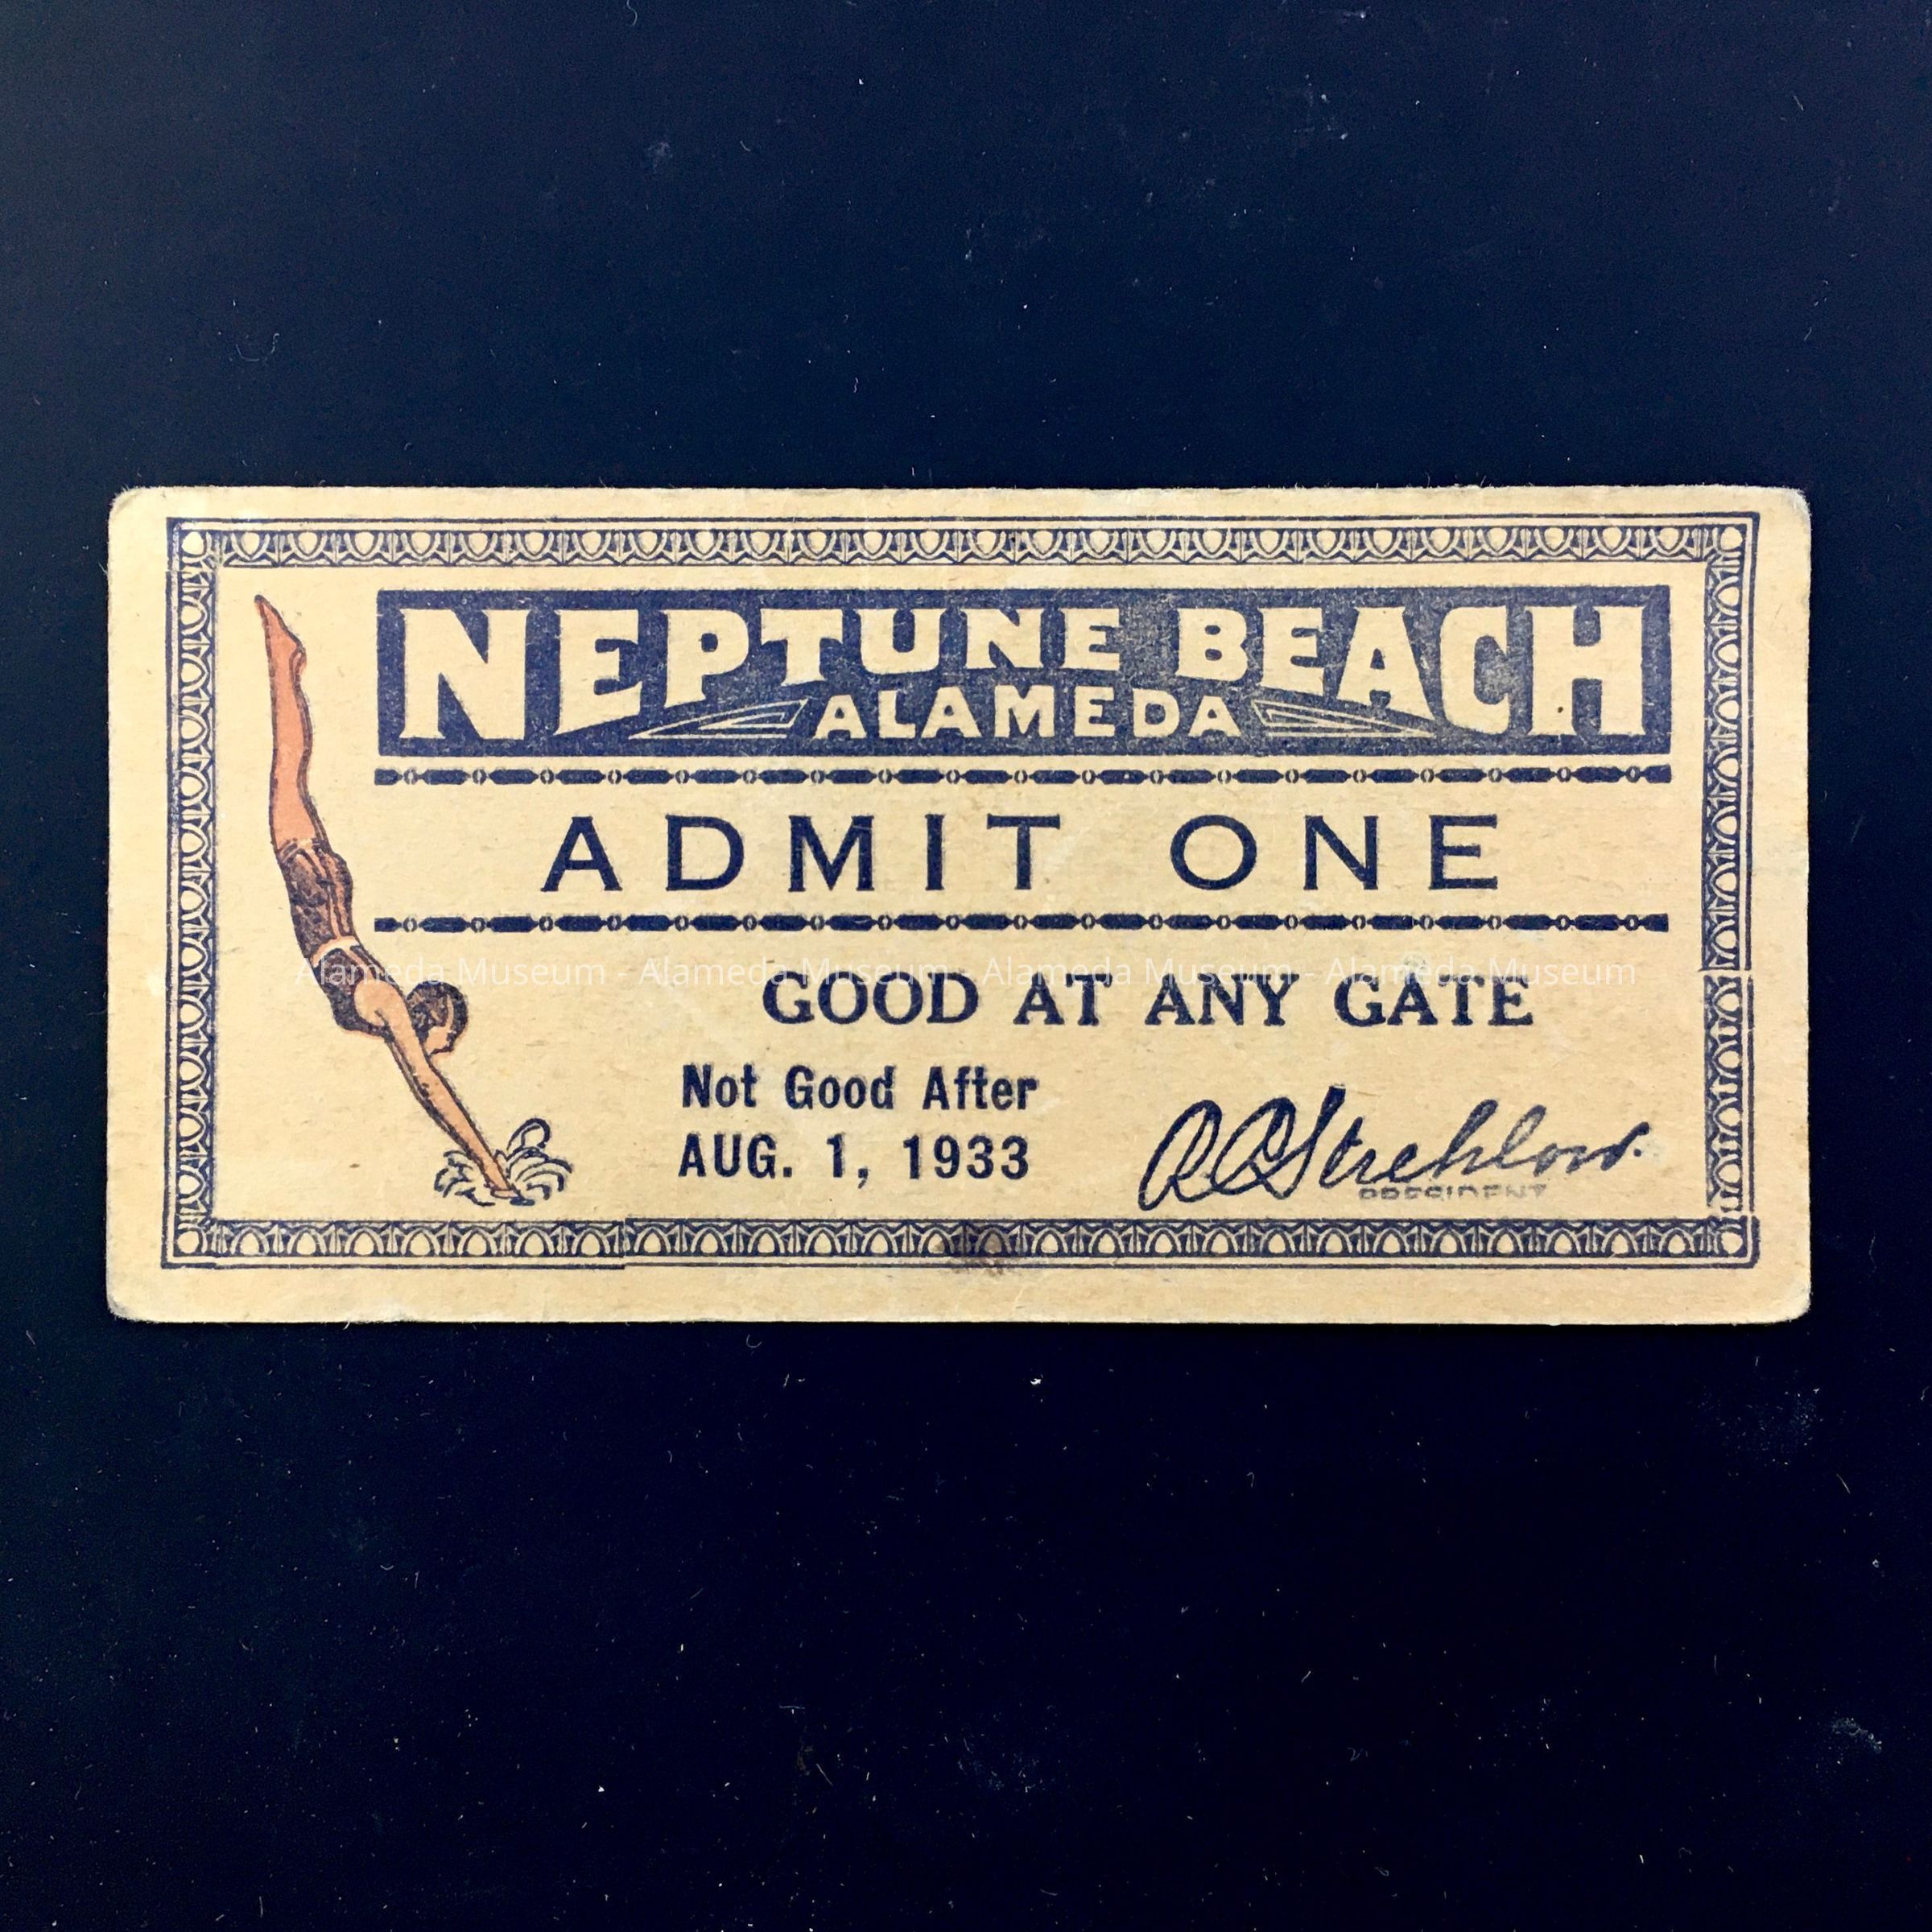 NEPTUNE BEACH
ALAMEDA
ADMIT ONE
Alameda Museum - Alameda Museum - Alameda Museum - Alameda Museum
GOOD AT ANY GATE
Not Good After
AUG. 1, 1933
R C Strehlow.
PRESIDENT